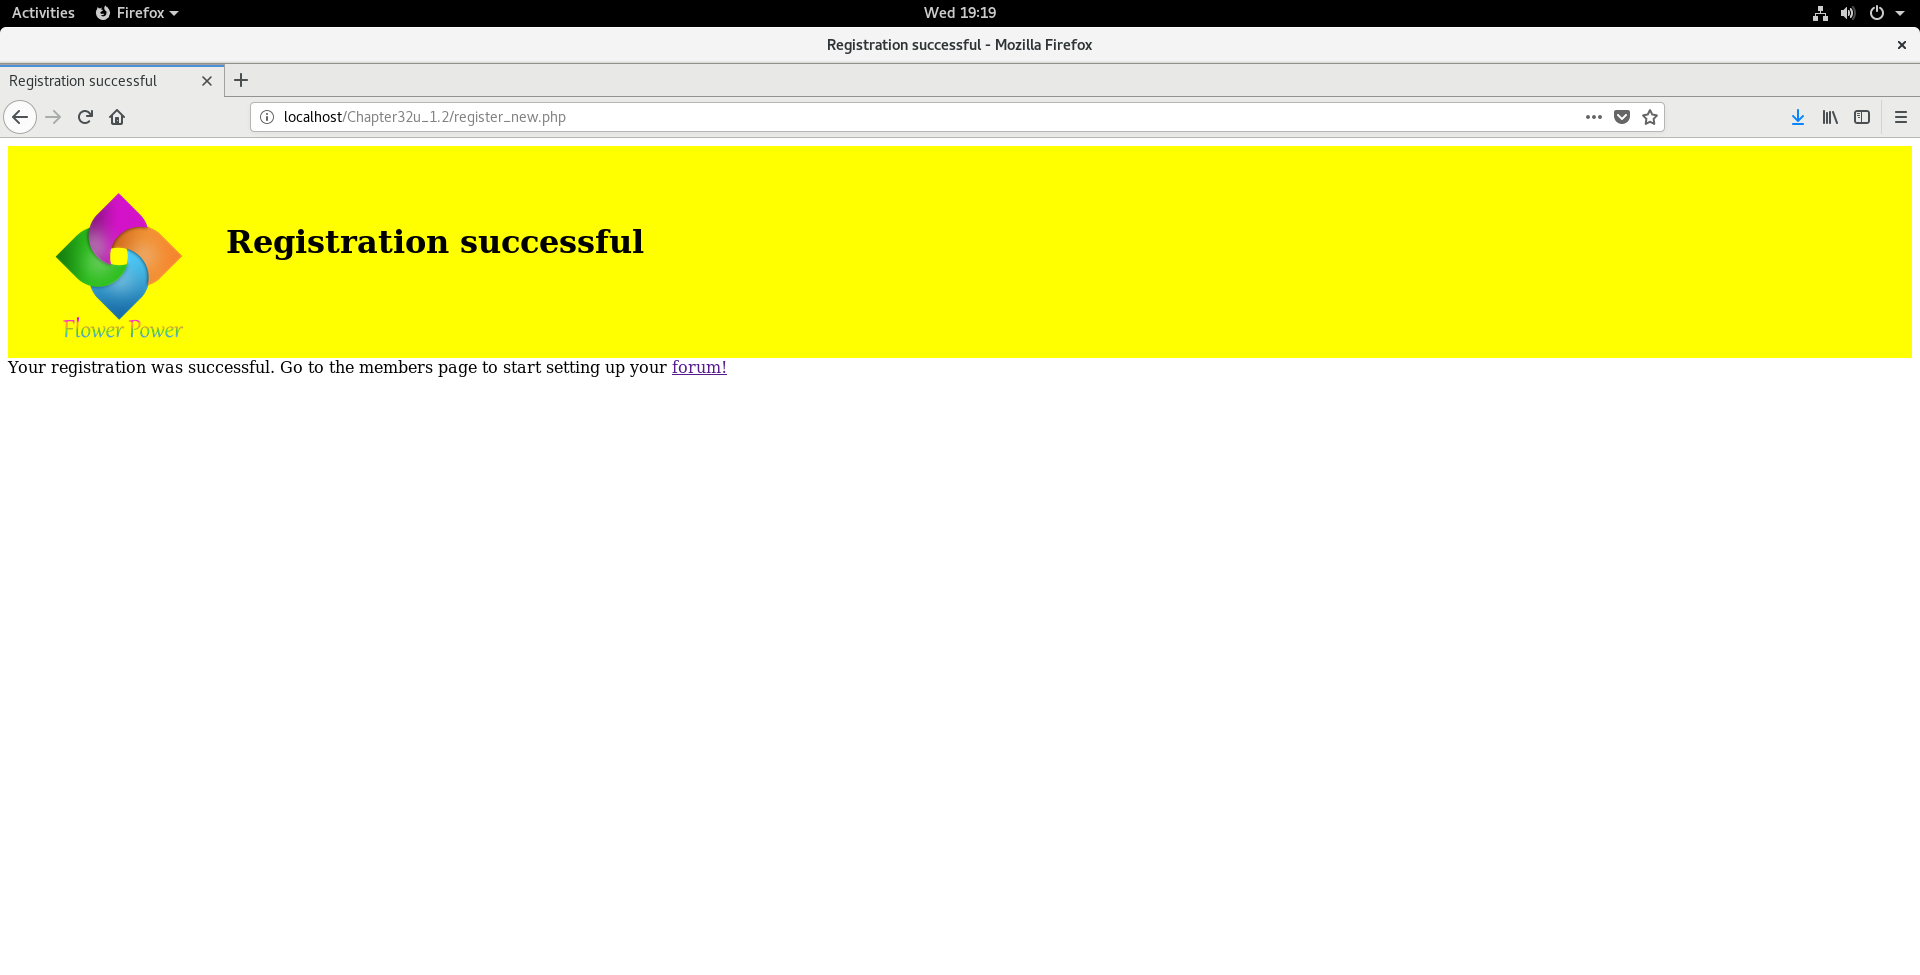 Activities Firefox Wed 19:19
Registration successful - Mozilla Firefox
Registration successful
localhost/Chapter32u_1.2/register_new.php
Registration successful
Flower Power
Your registration was successful. Go to the members page to start setting up your forum!